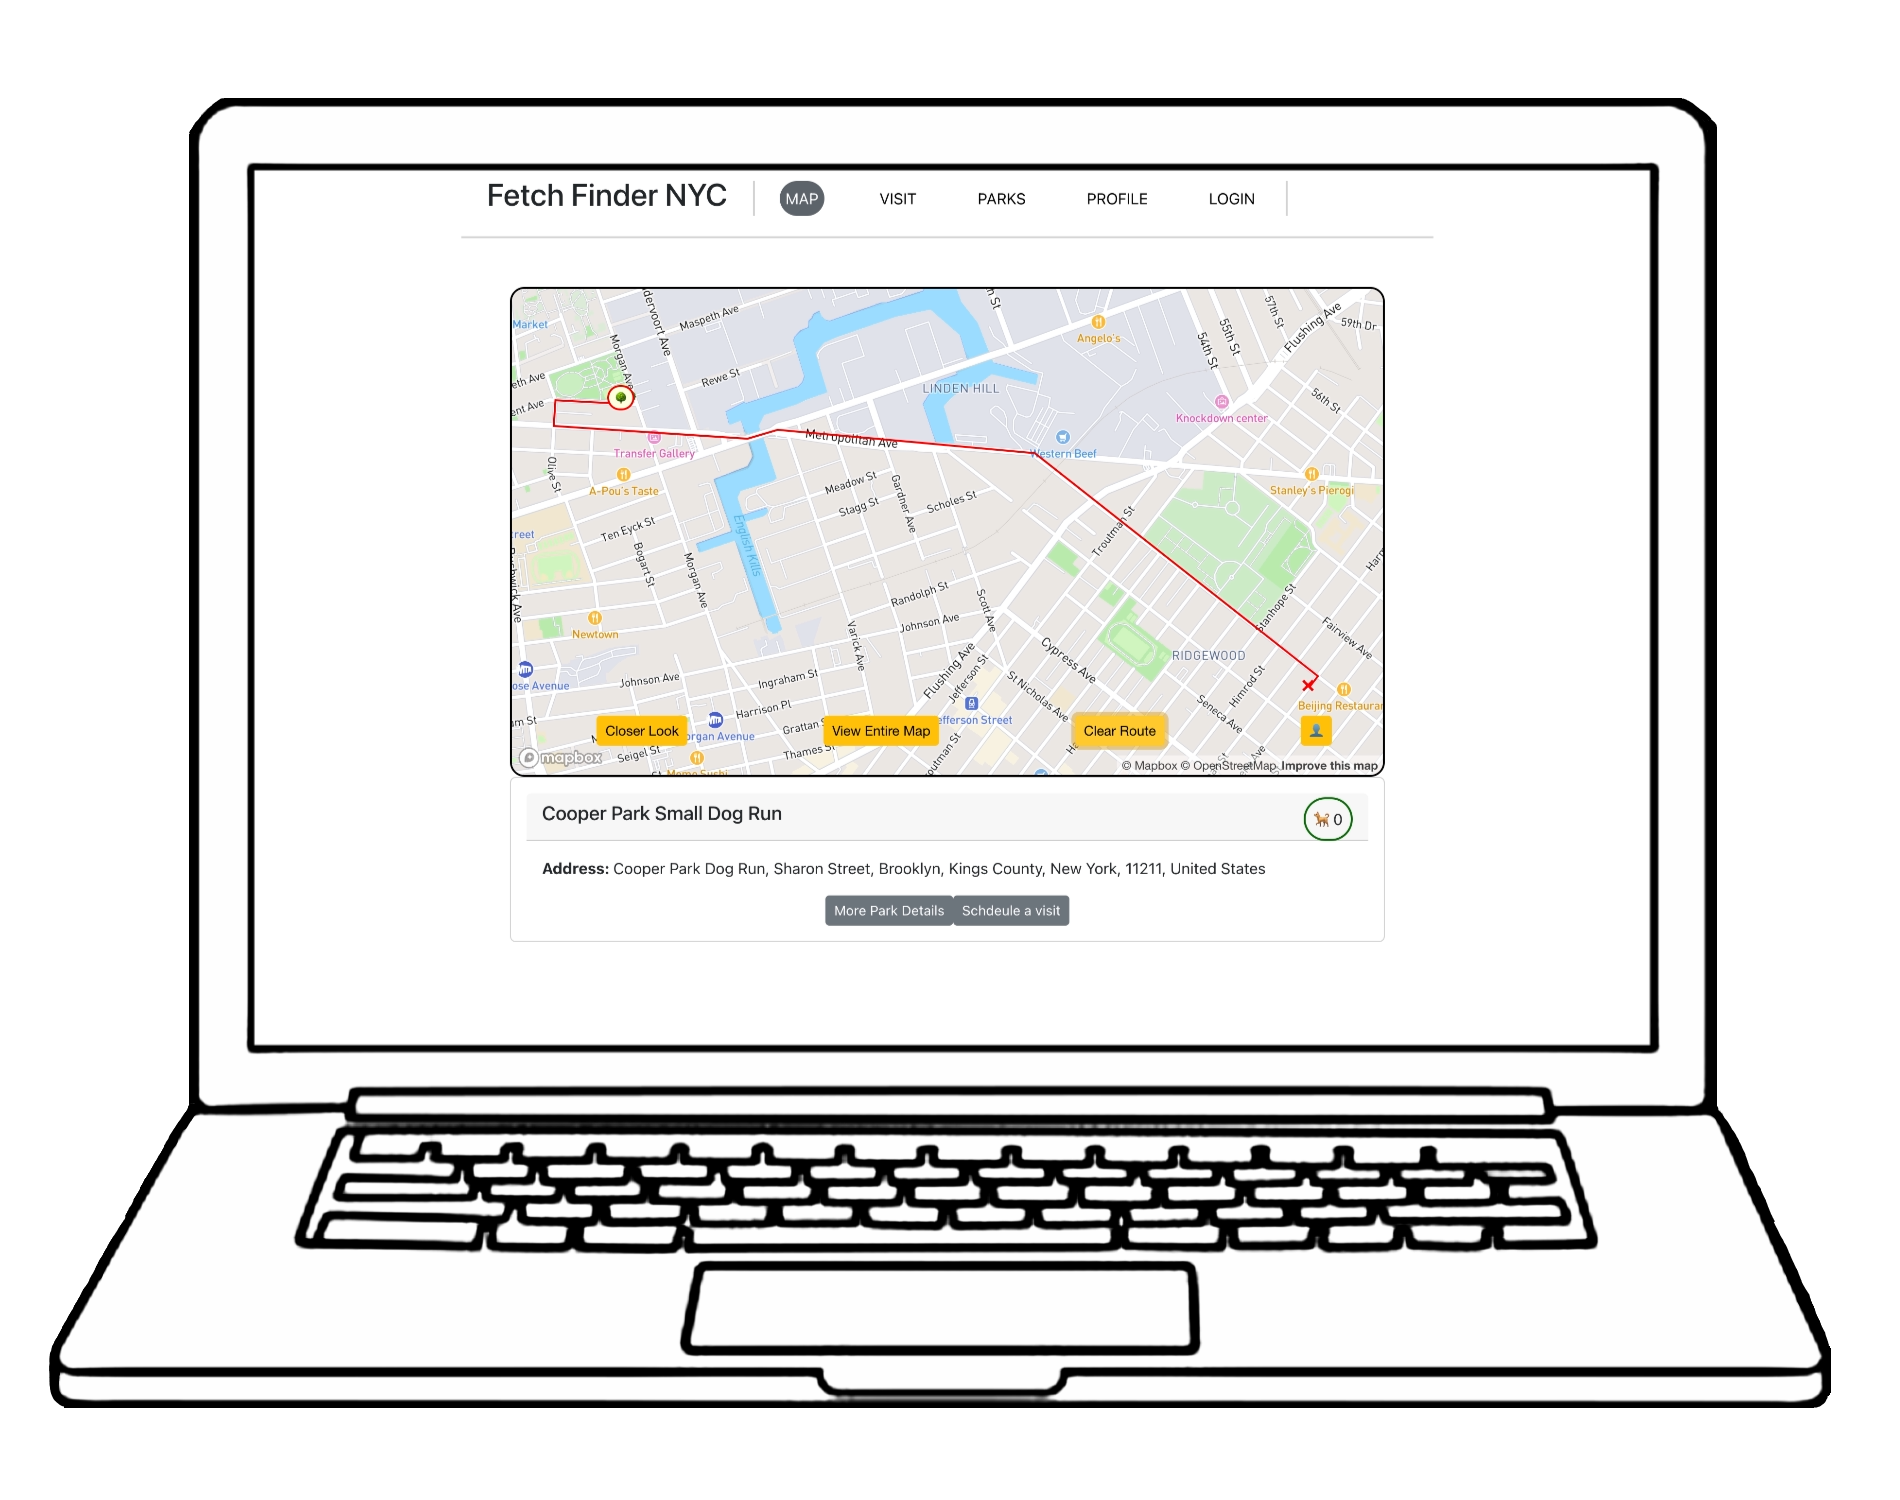 Fetch Finder NYC
MAP
VISIT
PARKS
PROFILE
LOGIN
Market
Maspeth Ave
Morgan Ave
Rewe St
LINDEN HILL
Angelo's
54th St
55th St
57th St
Flushing Ave
59th Dr
56th St
Knockdown center
Metropolitan Ave
Western Beef
Transfer Gallery
A-Pou's Taste
Olive St
Stanley's Pierogi
Meadow St
Stagg St
Gardner Ave
Scholes St
Ten Eyck St
Bogart St
Morgan Ave
English Kills
Troutman St
Stanhope St
Fairview Ave
Randolph St
Johnson Ave
Scott Ave
Varick Ave
Newtown
Cypress Ave
RIDGEWOOD
Himrod St
Seneca Ave
St Nicholas Ave
Flushing Ave
Jefferson St
Johnson Ave
Ingraham St
Harrison Pl
Grattan S
Thames S
Seigel St
efferson Street
organ Avenue
ose Avenue
Beijing Restaurar
Closer Look
View Entire Map
Clear Route
mapbox
© Mapbox © OpenStreetMap Improve this map
Cooper Park Small Dog Run
0
Address: Cooper Park Dog Run, Sharon Street, Brooklyn, Kings County, New York, 11211, United States
More Park Details
Schdeule a visit